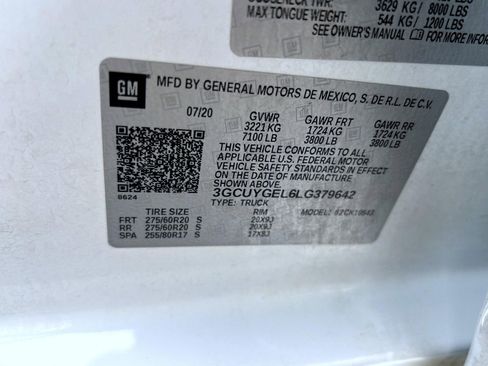 3629 KG/ 8000 LBS
MAX TONGUE WEIGHT: 544 KG/ 1200 LBS
SEE OWNER'S MANUAL FOR MORE INFORMATION
GM
MFD BY GENERAL MOTORS DE MEXICO, S. DE R.L. DE C.V.
07/20 GVWR GAWR FRT GAWR RR
3221 KG 1724 KG 1724 KG
7100 LB 3800 LB 3800 LB
THIS VEHICLE CONFORMS TO ALL
APPLICABLE U.S. FEDERAL MOTOR
VEHICLE SAFETY STANDARDS IN EFFECT
ON THE DATE OF MANUFACTURE SHOWN ABOVE.
3GCUYGEL6LG379642
8624 TYPE: TRUCK MODEL:
TIRE SIZE RIM
FRT 275/60R20 S 20X9J
RR 275/60R20 S 20X9J
SPA 255/80R17 S 17X8J